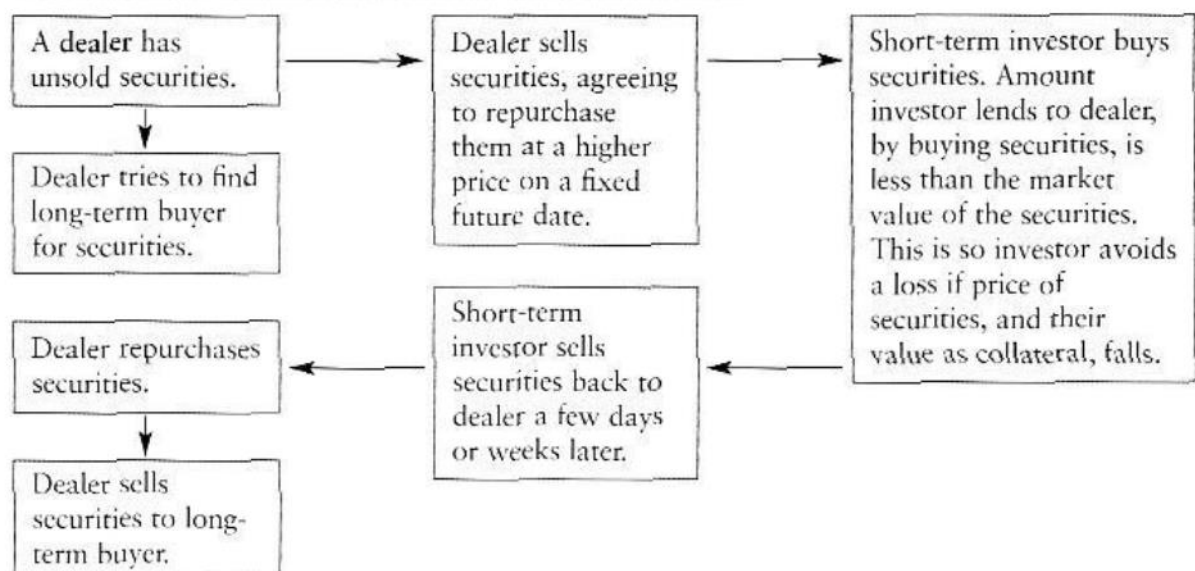 A dealer has
unsold securities.
Dealer tries to find
long-term buyer
for securities.
Dealer sells
securities, agreeing
to repurchase
them at a higher
price on a fixed
future date.
Short-term investor buys
securities. Amount
investor lends to dealer,
by buying securities, is
less than the market
value of the securities.
This is so investor avoids
a loss if price of
securities, and their
value as collateral, falls.
Short-term
investor sells
securities back to
dealer a few days
or weeks later.
Dealer repurchases
securities.
Dealer sells
securities to long-
term buyer.